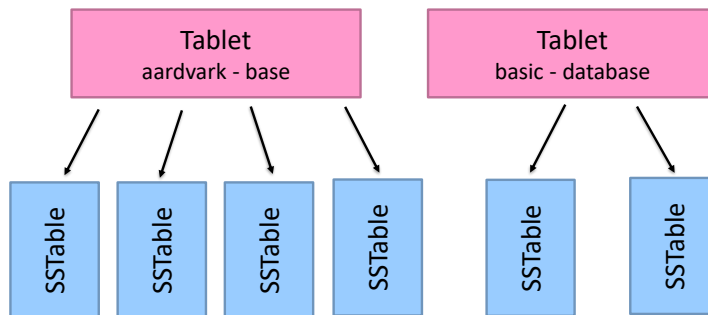 Tablet
aardvark - base
Tablet
basic - database
SSTable
SSTable
SSTable
SSTable
SSTable
SSTable